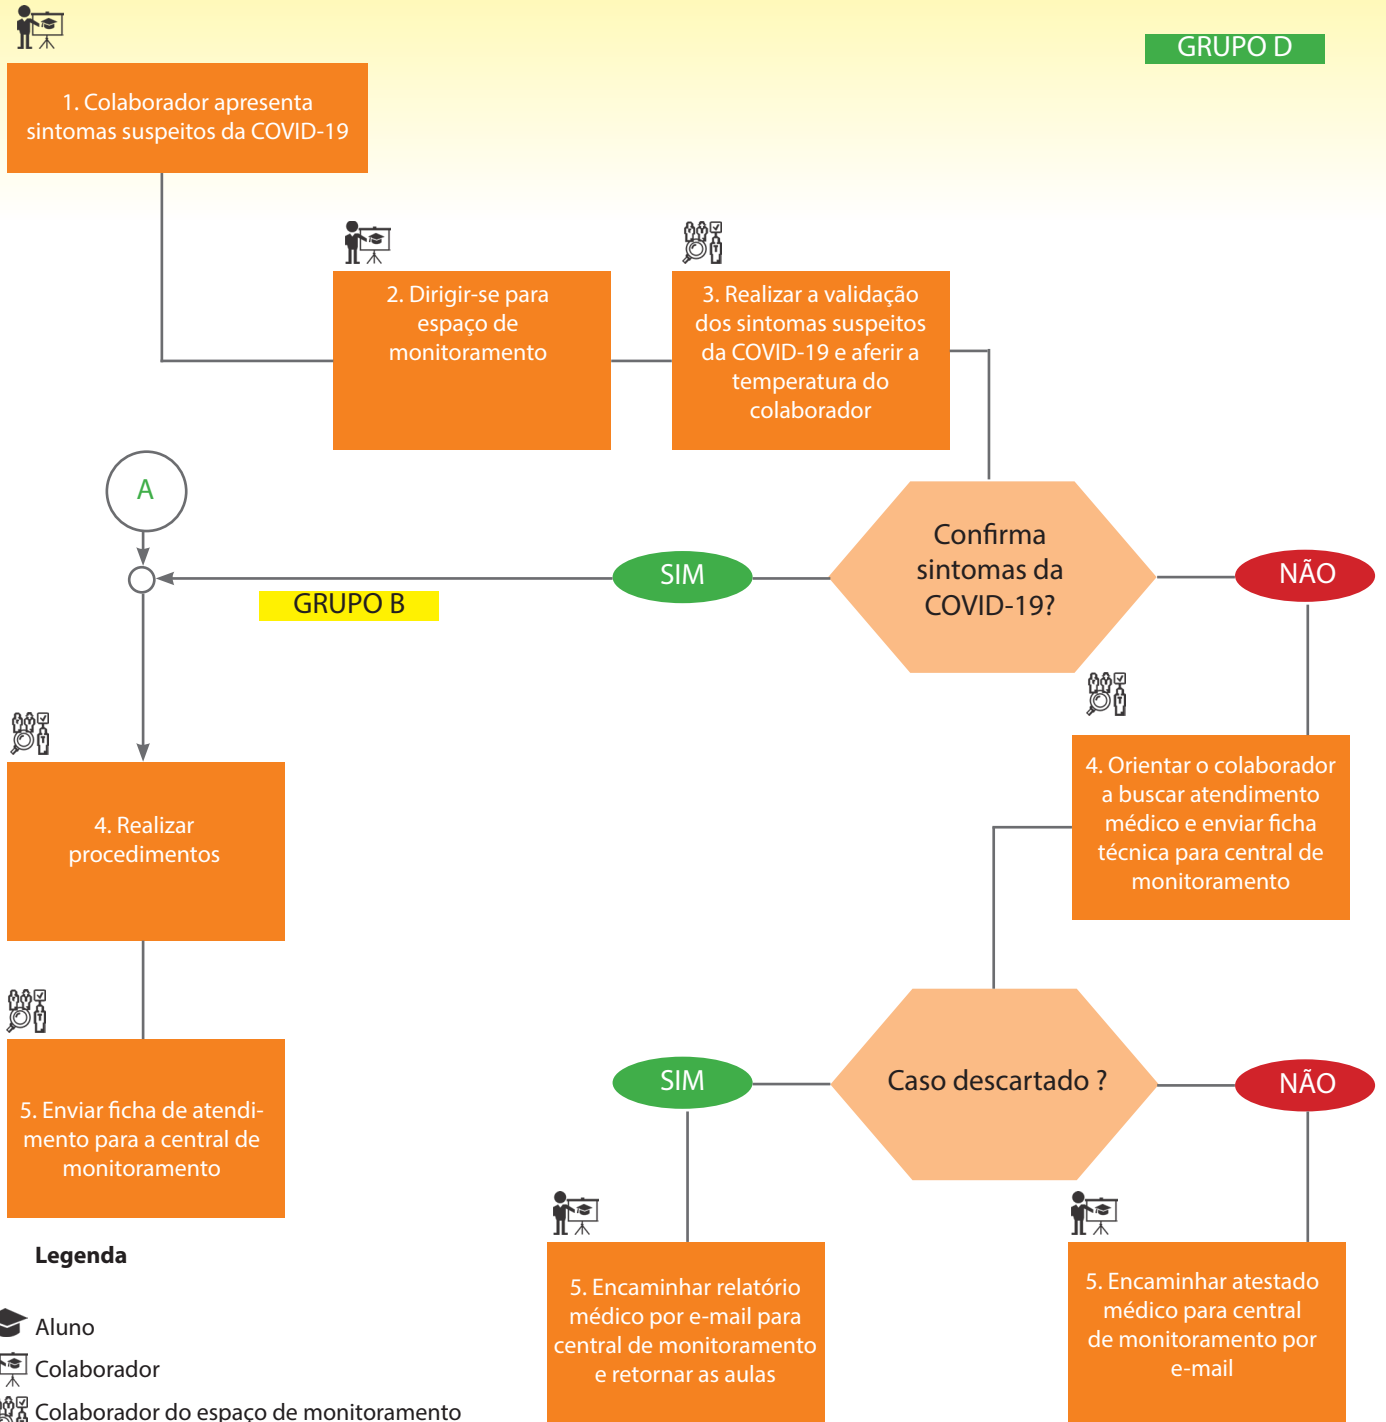 GRUPO D
1. Colaborador apresenta
sintomas suspeitos da COVID-19
2. Dirigir-se para
espaço de
monitoramento
3. Realizar a validação
dos sintomas suspeitos
da COVID-19 e aferir a
temperatura do
colaborador
A
Confirma
sintomas da
COVID-19?
SIM
NÃO
GRUPO B
4. Realizar
procedimentos
4. Orientar o colaborador
a buscar atendimento
médico e enviar ficha
técnica para central de
monitoramento
5. Enviar ficha de atendi-
mento para a central de
monitoramento
Caso descartado ?
SIM
NÃO
5. Encaminhar relatório
médico por e-mail para
central de monitoramento
e retornar as aulas
5. Encaminhar atestado
médico para central
de monitoramento por
e-mail
Legenda
Aluno
Colaborador
Colaborador do espaço de monitoramento